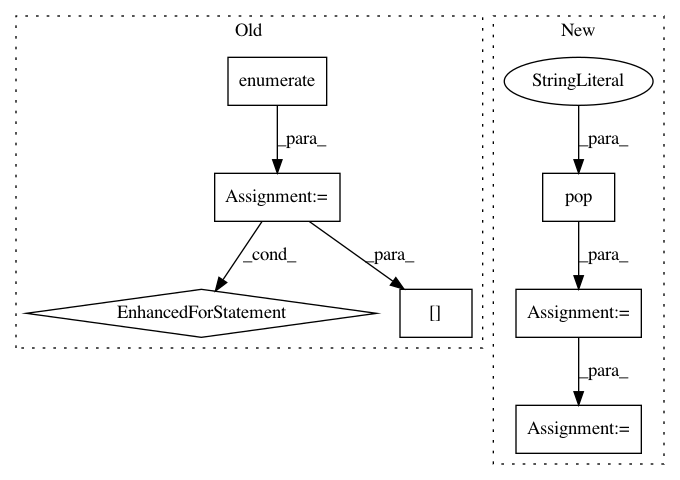 Old
New
enumerate
StringLiteral
_para_
_para_
Assignment:=
pop
_cond_
_para_
_para_
EnhancedForStatement
[]
Assignment:=
_para_
Assignment:=